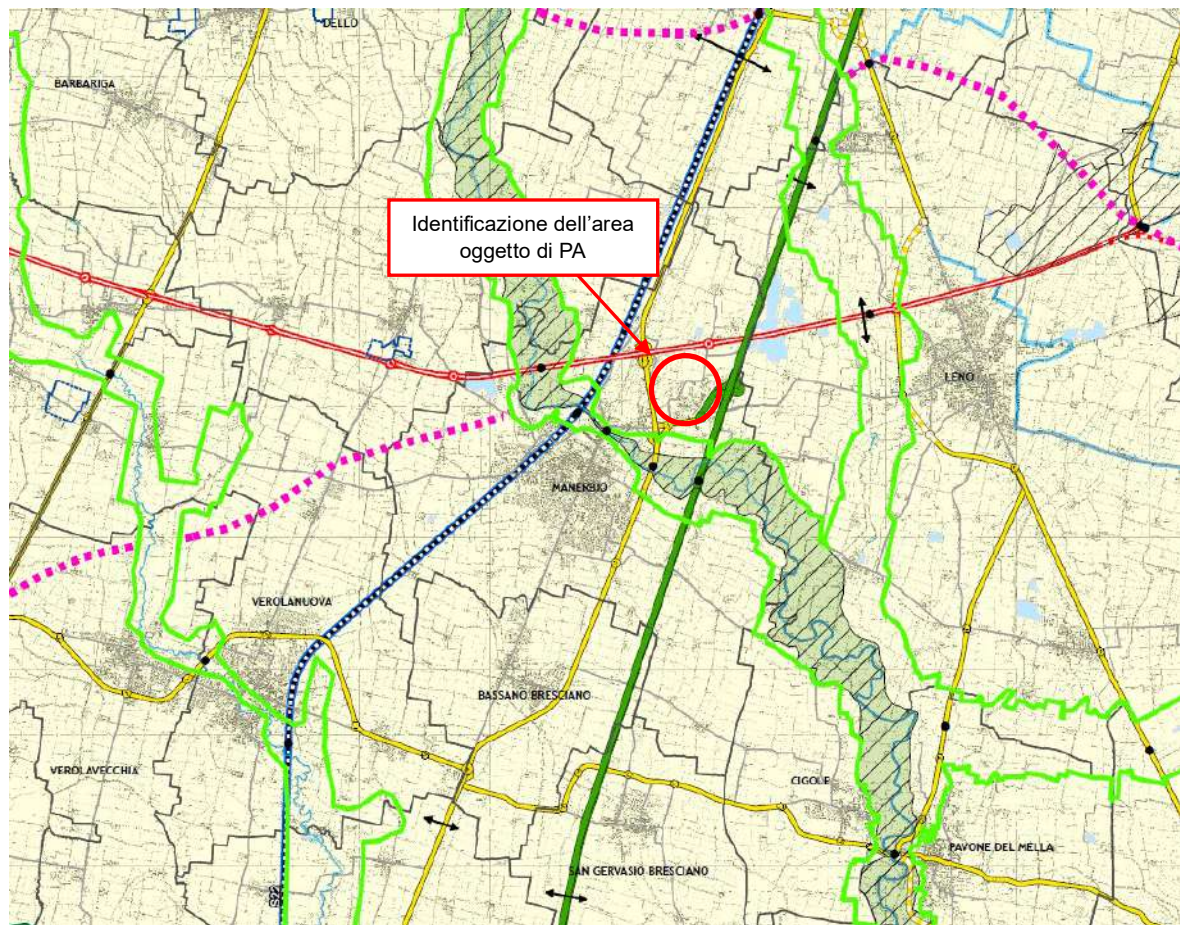 DELLO
BARBARIGA
Identificazione dell'area
oggetto di PA
LENO
MANERBIO
VEROLANUOVA
BASSANO BRESCIANO
VEROLAVECCHIA
CIGOLE
PAVONE DEL MELLA
SAN GERVASIO BRESCIANO